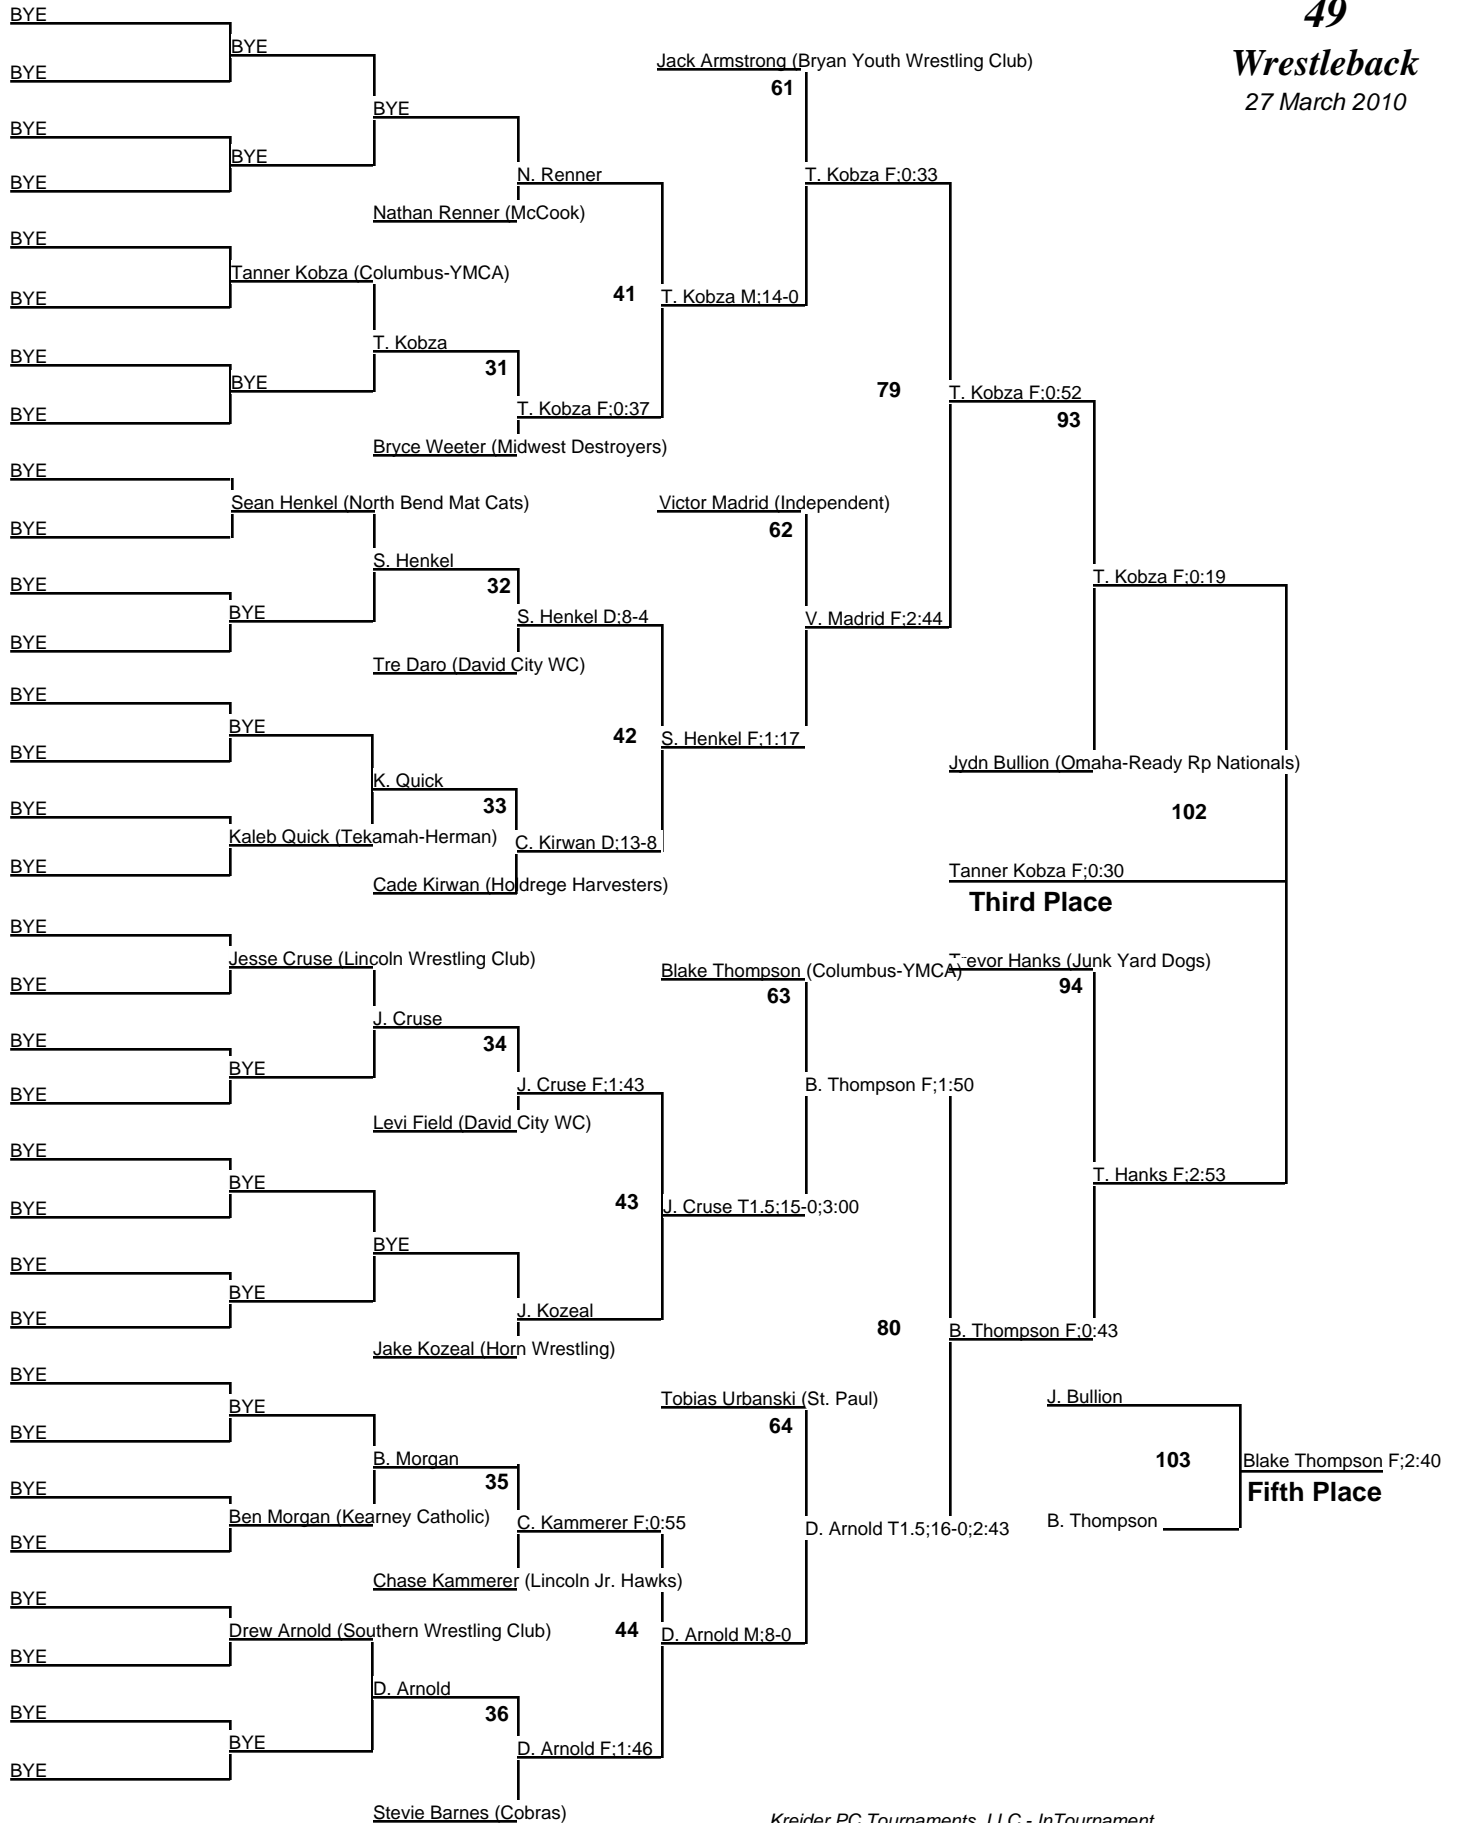 BYE
49
BYE
Jack Armstrong (Bryan Youth Wrestling Club)
Wrestleback
BYE
61
27 March 2010
BYE
BYE
BYE
N. Renner
T. Kobza F;0:33
BYE
Nathan Renner (McCook)
BYE
Tanner Kobza (Columbus-YMCA)
41
T. Kobza M;14-0
BYE
T. Kobza
BYE
31
BYE
79
T. Kobza F;0:52
T. Kobza F;0:37
BYE
93
Bryce Weeter (Midwest Destroyers)
BYE
Sean Henkel (North Bend Mat Cats)
Victor Madrid (Independent)
BYE
62
S. Henkel
T. Kobza F;0:19
BYE
32
BYE
S. Henkel D;8-4
V. Madrid F;2:44
BYE
Tre Daro (David City WC)
BYE
BYE
42
S. Henkel F;1:17
BYE
Jydn Bullion (Omaha-Ready Rp Nationals)
K. Quick
BYE
33
102
Kaleb Quick (Tekamah-Herman)
C. Kirwan D;13-8
BYE
Tanner Kobza F;0:30
Cade Kirwan (Holdrege Harvesters)
Third Place
BYE
Jesse Cruse (Lincoln Wrestling Club)
Trevor Hanks (Junk Yard Dogs)
Blake Thompson (Columbus-YMCA)
BYE
63
94
J. Cruse
BYE
34
BYE
J. Cruse F;1:43
B. Thompson F;1:50
BYE
Levi Field (David City WC)
BYE
BYE
T. Hanks F;2:53
43
J. Cruse T1.5;15-0;3:00
BYE
BYE
BYE
BYE
J. Kozeal
BYE
80
B. Thompson F;0:43
Jake Kozeal (Horn Wrestling)
BYE
Tobias Urbanski (St. Paul)
J. Bullion
BYE
64
BYE
B. Morgan
103
Blake Thompson F;2:40
35
BYE
Fifth Place
Ben Morgan (Kearney Catholic)
C. Kammerer F;0:55
D. Arnold T1.5;16-0;2:43
B. Thompson
BYE
Chase Kammerer (Lincoln Jr. Hawks)
BYE
Drew Arnold (Southern Wrestling Club)
44
D. Arnold M;8-0
BYE
D. Arnold
BYE
36
BYE
D. Arnold F;1:46
BYE
Stevie Barnes (Cobras)
Kreider PC Tournaments, LLC - InTournament